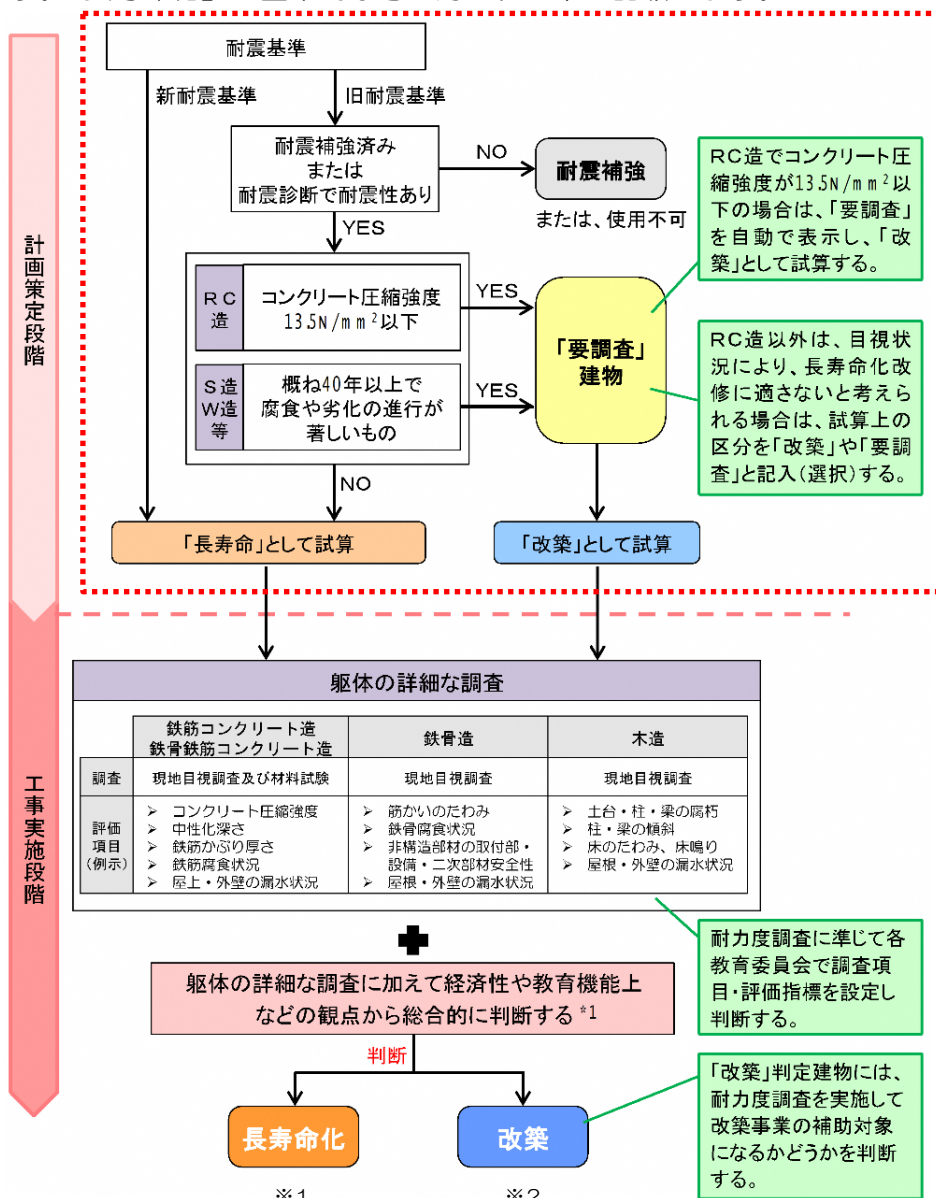 耐震基準
新耐震基準
旧耐震基準
耐震補強済み
または
耐震診断で耐震性あり
NO
耐震補強
または、使用不可
YES
RC
造
コンクリート圧縮強度
13.5N/mm²以下
YES
S造
W造
等
概ね40年以上で
腐食や劣化の進行が
著しいもの
YES
「要調査」
建物
NO
「長寿命」として試算
「改築」として試算
RC造でコンクリート圧
縮強度が13.5N/mm²以
下の場合は、「要調査」
を自動で表示し、「改
築」として試算する。
RC造以外は、目視状
況により、長寿命化改
修に適さないと考えら
れる場合は、試算上の
区分を「改築」や「要調
査」と記入(選択)する。
計画策定段階
工事実施段階
躯体の詳細な調査
鉄筋コンクリート造
鉄骨鉄筋コンクリート造
鉄骨造
木造
調査
現地目視調査及び材料試験
現地目視調査
現地目視調査
評価
項目
(例示)
➢ コンクリート圧縮強度
➢ 中性化深さ
➢ 鉄筋かぶり厚さ
➢ 鉄筋腐食状況
➢ 屋上・外壁の漏水状況
➢ 筋かいのたわみ
➢ 鉄骨腐食状況
➢ 非構造部材の取付部・
設備・二次部材安全性
➢ 屋根・外壁の漏水状況
➢ 土台・柱・梁の腐朽
➢ 柱・梁の傾斜
➢ 床のたわみ、床鳴り
➢ 屋根・外壁の漏水状況
耐力度調査に準じて各
教育委員会で調査項
目・評価指標を設定し
判断する。
躯体の詳細な調査に加えて経済性や教育機能上
などの観点から総合的に判断する*1
判断
長寿命化
改築
「改築」判定建物には、
耐力度調査を実施して
改築事業の補助対象
になるかどうかを判断
する。
※1
※2